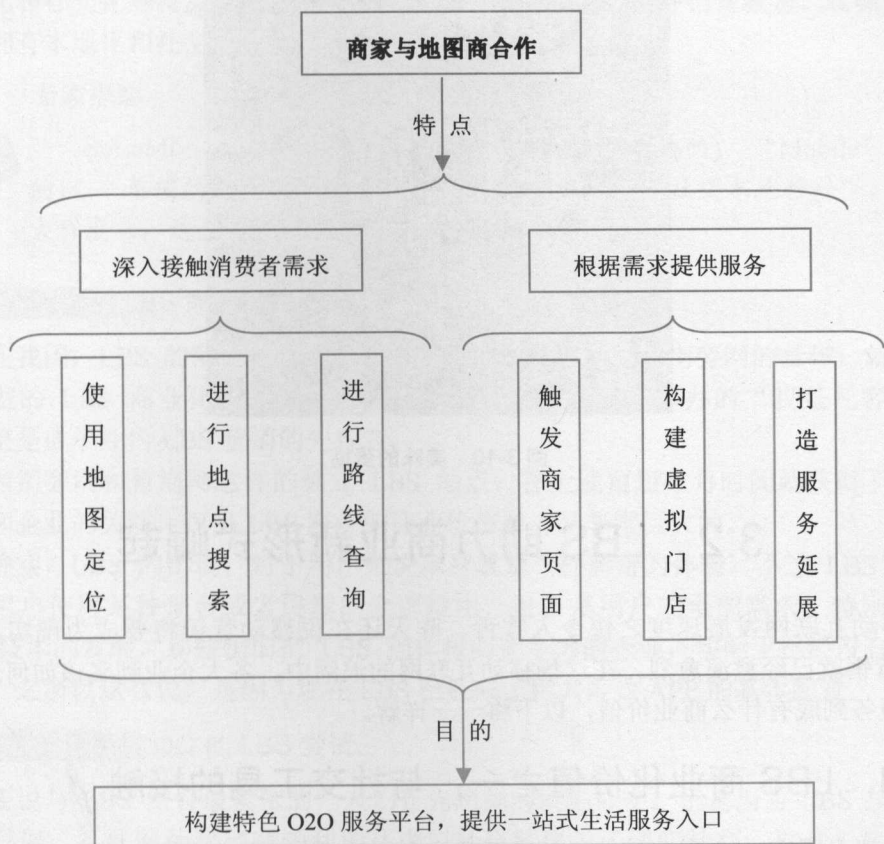 商家与地图商合作
特点
深入接触消费者需求
根据需求提供服务
使用地图定位
进行地点搜索
进行路线查询
触发商家页面
构建虚拟门店
打造服务延展
目的
构建特色 O2O 服务平台，提供一站式生活服务入口